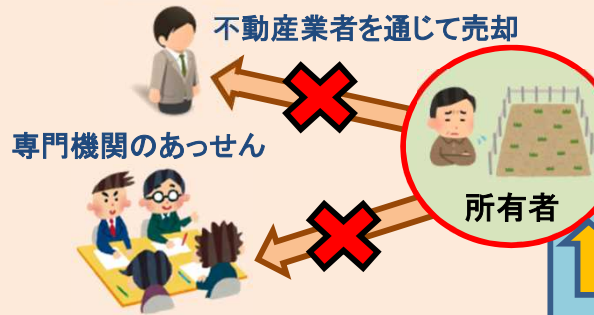 不動産業者を通じて売却
専門機関のあっせん
所有者